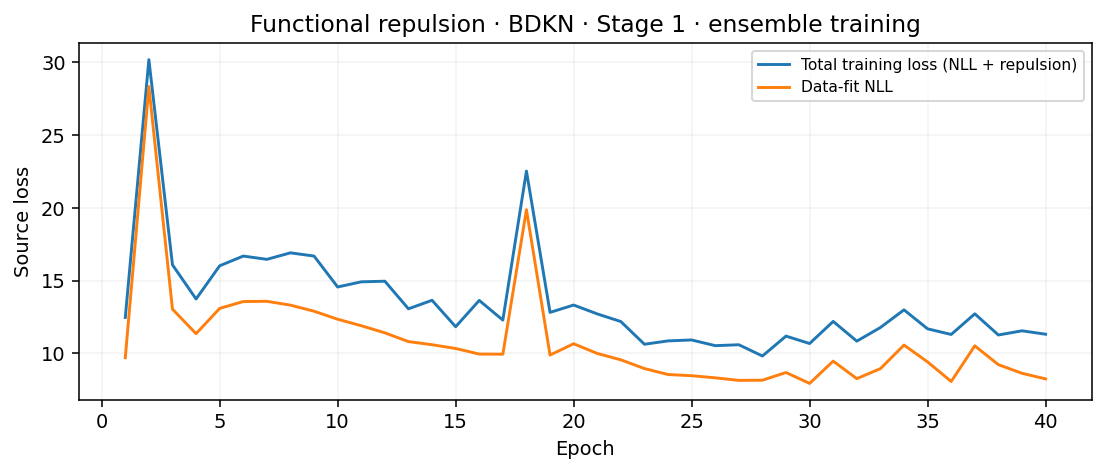 Functional repulsion · BDKN · Stage 1 · ensemble training
Total training loss (NLL + repulsion)
Data-fit NLL
Source loss
30
25
20
15
10
0 5 10 15 20 25 30 35 40
Epoch